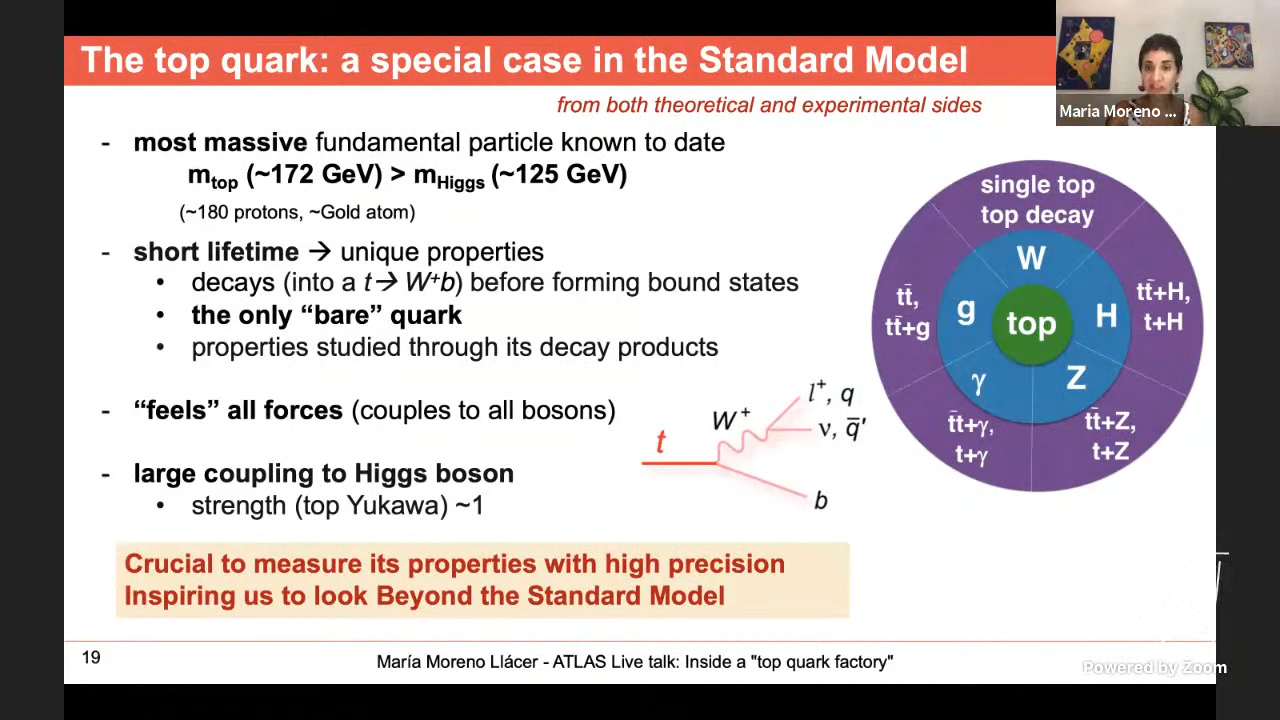 The top quark: a special case in the Standard Model
from both theoretical and experimental sides
Maria Moreno ...
- most massive fundamental particle known to date
m_top (~172 GeV) > m_Higgs (~125 GeV)
(~180 protons, ~Gold atom)
- short lifetime → unique properties
• decays (into a t→ W⁺b) before forming bound states
• the only “bare” quark
• properties studied through its decay products
- “feels” all forces (couples to all bosons)
- large coupling to Higgs boson
• strength (top Yukawa) ~1
t
W⁺
l⁺, q
ν, q̄'
b
single top
top decay
W
tt̄,
tt̄+g
g
top
H
tt̄+H,
t+H
γ
Z
t̄t+γ,
t+γ
t̄t+Z,
t+Z
Crucial to measure its properties with high precision
Inspiring us to look Beyond the Standard Model
19
María Moreno Llácer - ATLAS Live talk: Inside a "top quark factory"
Powered by Zoom